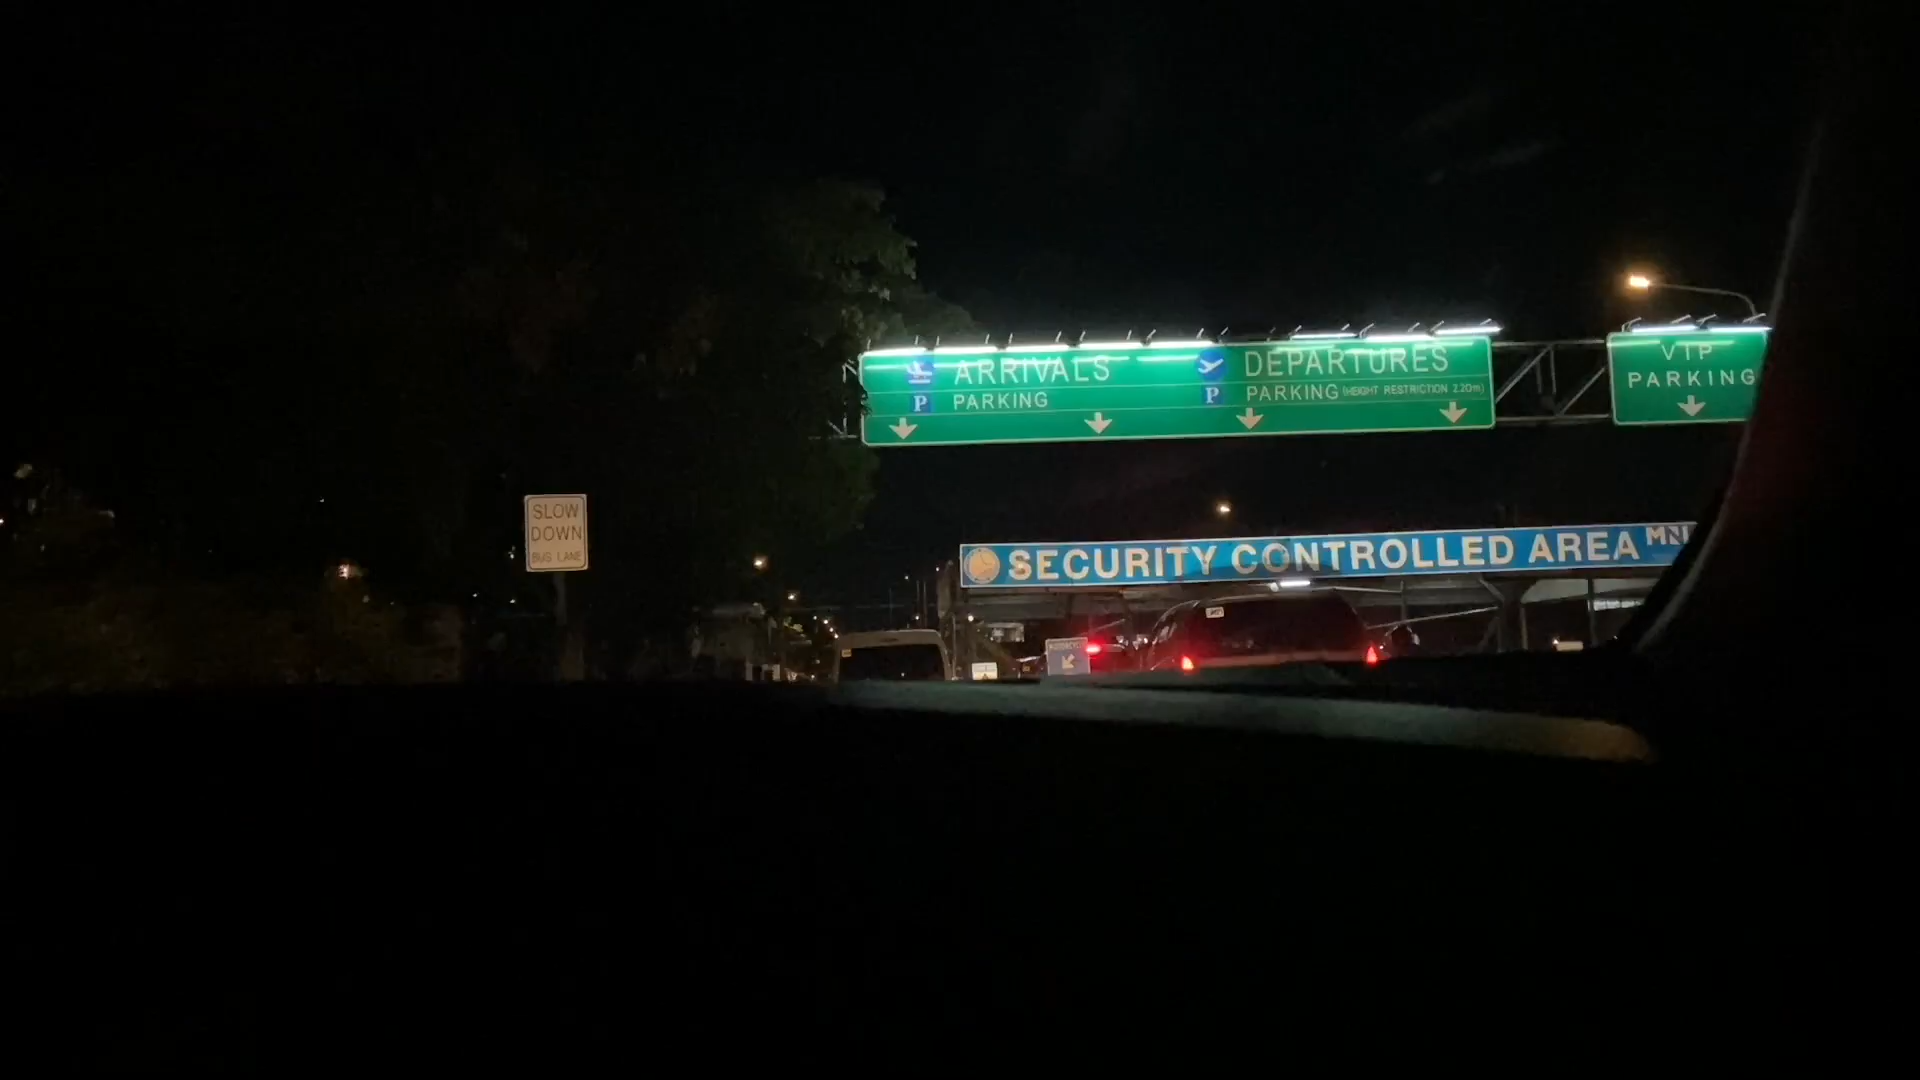 ARRIVALS
P PARKING
DEPARTURES
P PARKING (HEIGHT RESTRICTION 2.20m)
VIP
PARKING
SLOW
DOWN
BUS LANE
SECURITY CONTROLLED AREA